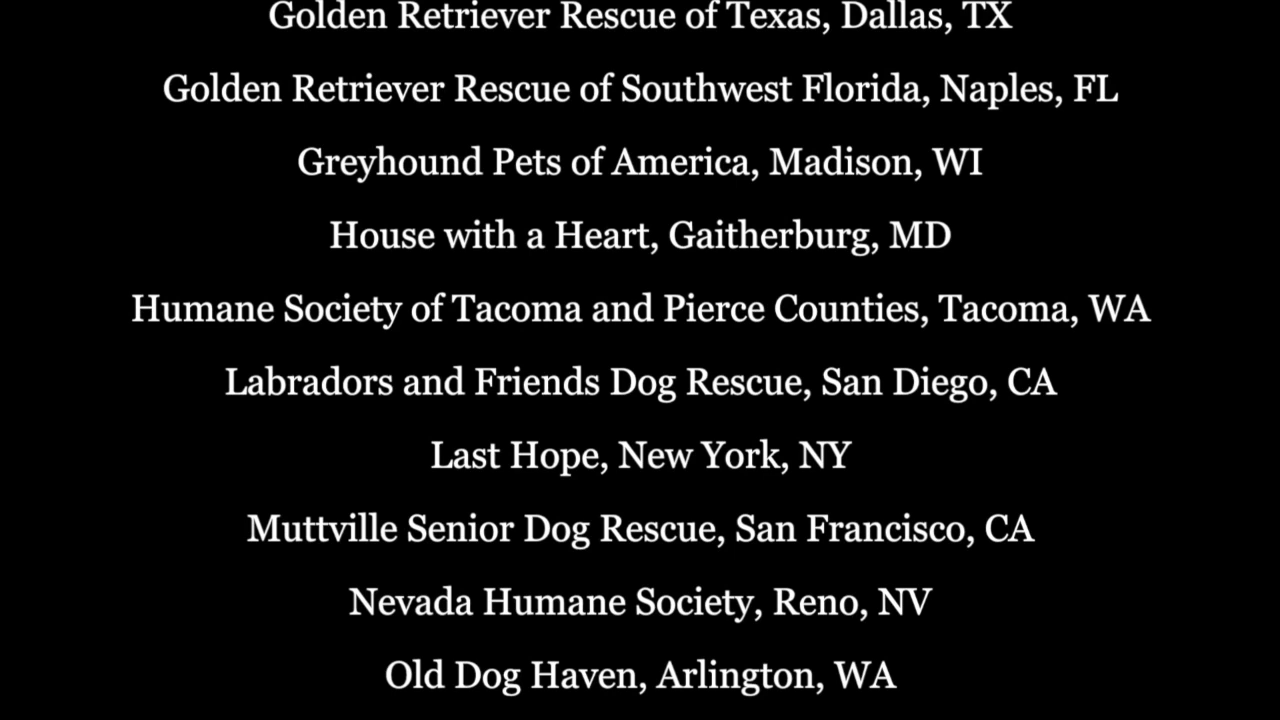 Golden Retriever Rescue of Texas, Dallas, TX
Golden Retriever Rescue of Southwest Florida, Naples, FL
Greyhound Pets of America, Madison, WI
House with a Heart, Gaitherburg, MD
Humane Society of Tacoma and Pierce Counties, Tacoma, WA
Labradors and Friends Dog Rescue, San Diego, CA
Last Hope, New York, NY
Muttville Senior Dog Rescue, San Francisco, CA
Nevada Humane Society, Reno, NV
Old Dog Haven, Arlington, WA